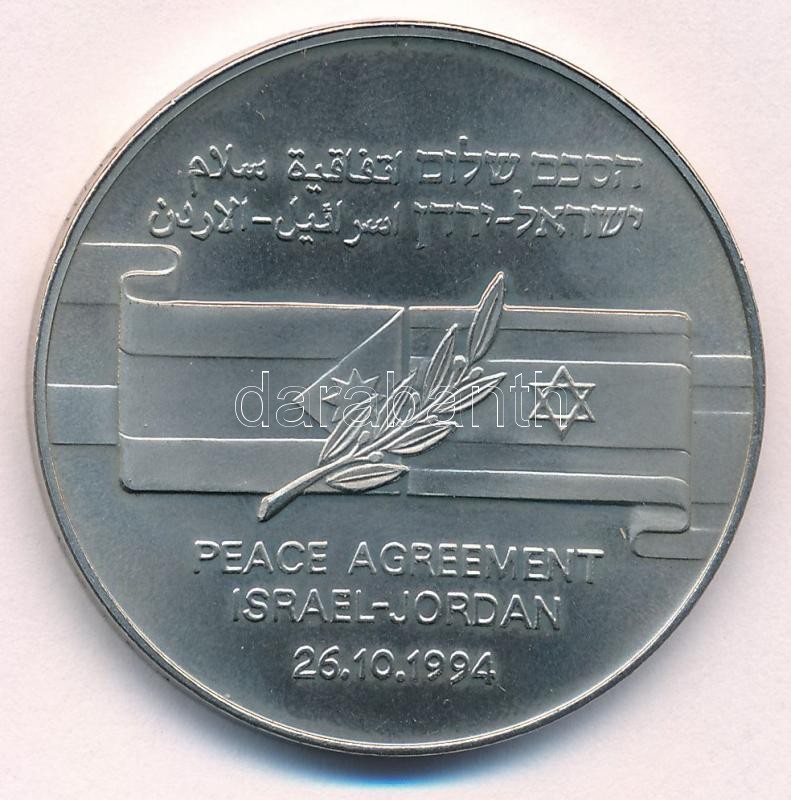 הסכם שלום اتفاقية سلام
ישראל-ירדן اسرائيل-الاردن
darabanth
PEACE AGREEMENT
ISRAEL-JORDAN
26.10.1994